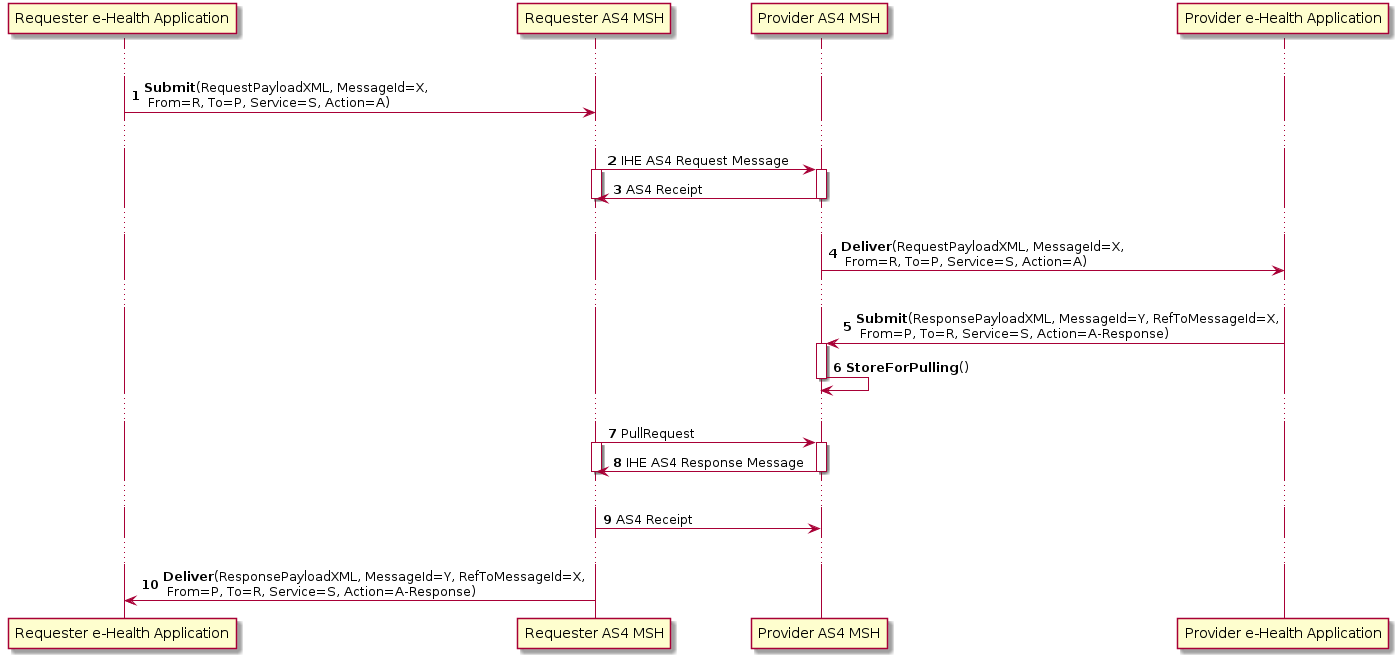 Requester e-Health Application
Requester AS4 MSH
Provider AS4 MSH
Provider e-Health Application
1 Submit(RequestPayloadXML, MessageId=X,
From=R, To=P, Service=S, Action=A)
2 IHE AS4 Request Message
3 AS4 Receipt
4 Deliver(RequestPayloadXML, MessageId=X,
From=R, To=P, Service=S, Action=A)
5 Submit(ResponsePayloadXML, MessageId=Y, RefToMessageId=X,
From=P, To=R, Service=S, Action=A-Response)
6 StoreForPulling()
7 PullRequest
8 IHE AS4 Response Message
9 AS4 Receipt
10 Deliver(ResponsePayloadXML, MessageId=Y, RefToMessageId=X,
From=P, To=R, Service=S, Action=A-Response)
Requester e-Health Application
Requester AS4 MSH
Provider AS4 MSH
Provider e-Health Application